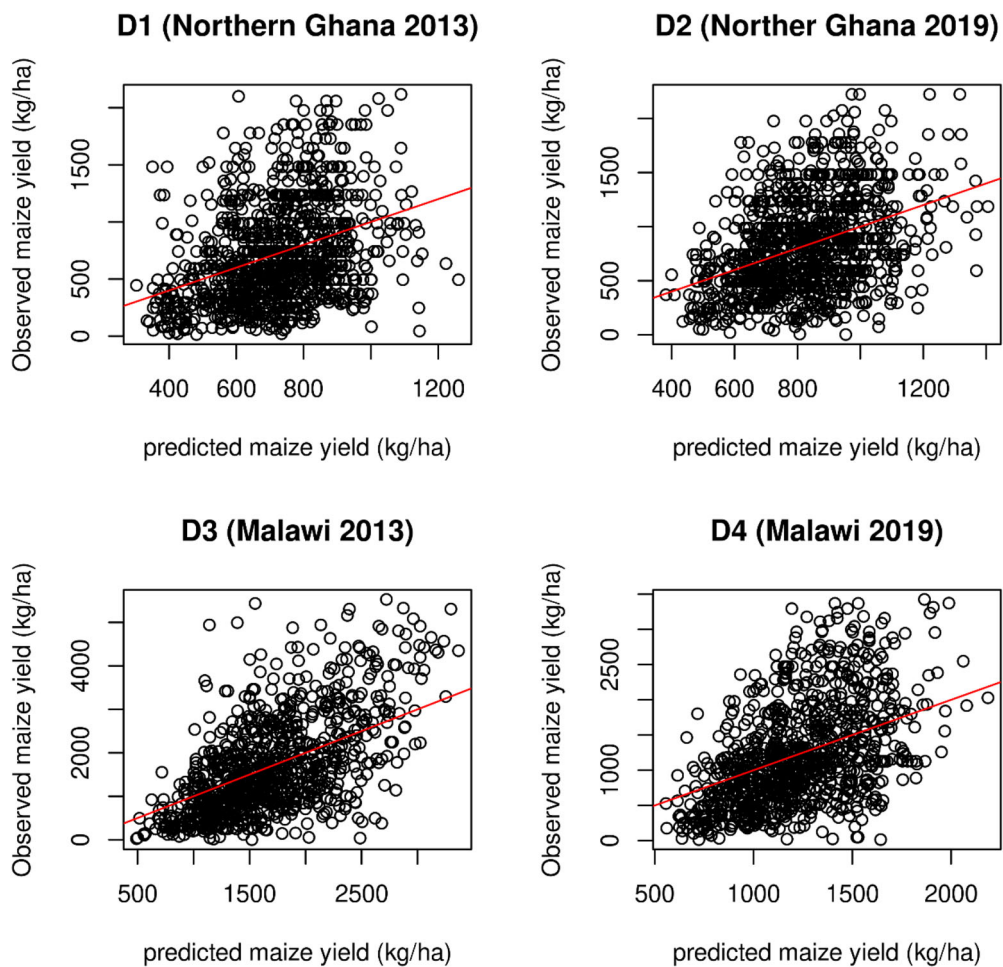 D1 (Northern Ghana 2013)
Observed maize yield (kg/ha)
0 500 1500
400 600 800 1200
predicted maize yield (kg/ha)
D2 (Norther Ghana 2019)
Observed maize yield (kg/ha)
0 500 1500
400 600 800 1200
predicted maize yield (kg/ha)
D3 (Malawi 2013)
Observed maize yield (kg/ha)
0 2000 4000
500 1500 2500
predicted maize yield (kg/ha)
D4 (Malawi 2019)
Observed maize yield (kg/ha)
0 1000 2500
500 1000 1500 2000
predicted maize yield (kg/ha)